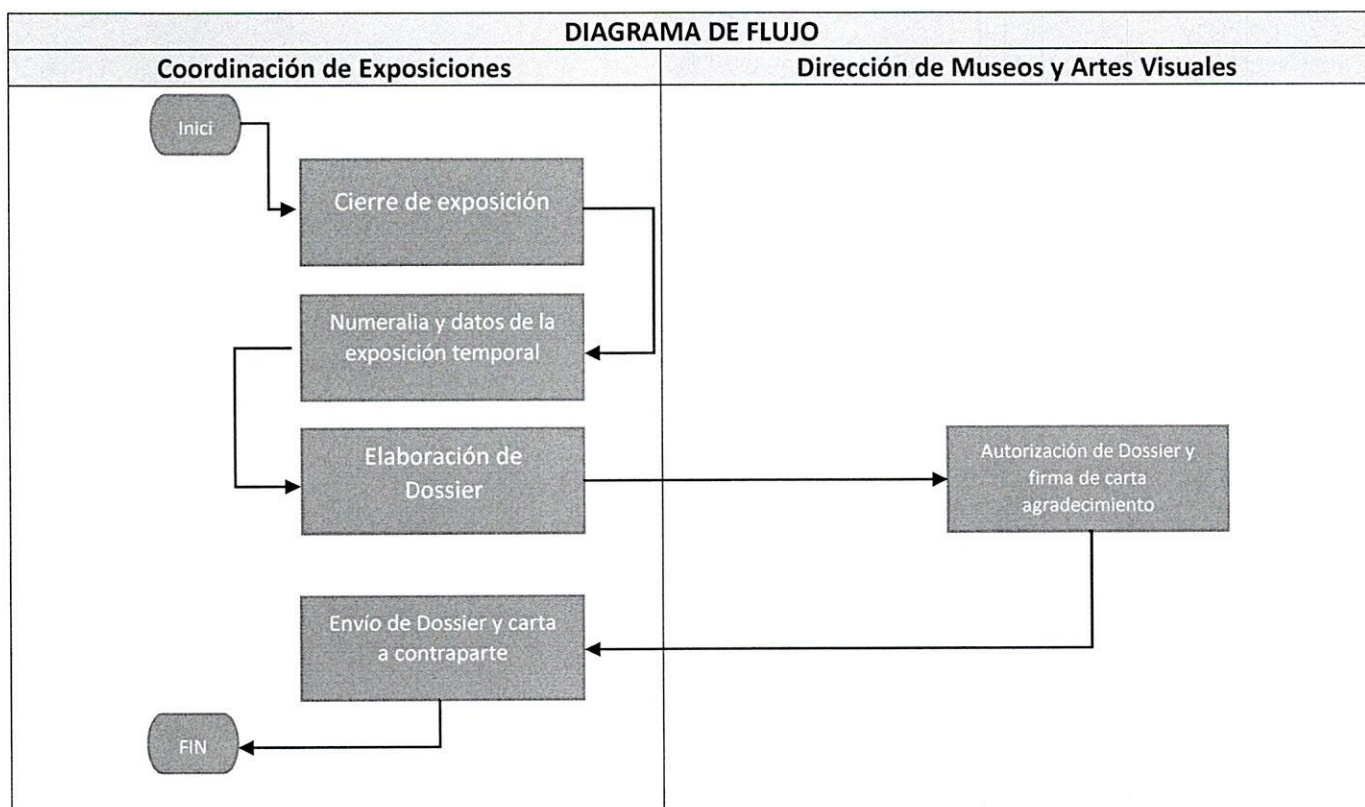 DIAGRAMA DE FLUJO
Coordinación de Exposiciones
Dirección de Museos y Artes Visuales
Inici
Cierre de exposición
Numeralia y datos de la
exposición temporal
Elaboración de
Dossier
Autorización de Dossier y
firma de carta
agradecimiento
Envío de Dossier y carta
a contraparte
FIN